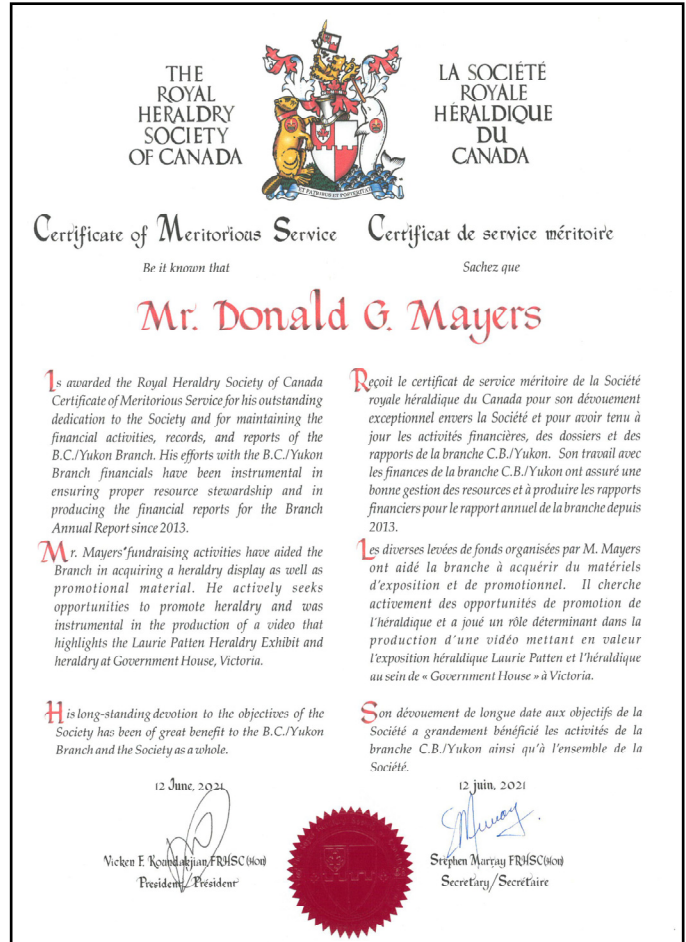 THE
ROYAL
HERALDRY
SOCIETY
OF CANADA
LA SOCIÉTÉ
ROYALE
HÉRALDIQUE
DU
CANADA
Certificate of Meritorious Service
Be it known that
Certificat de service méritoire
Sachez que
Mr. Donald G. Mayers
Is awarded the Royal Heraldry Society of Canada
Certificate of Meritorious Service for his outstanding
dedication to the Society and for maintaining the
financial activities, records, and reports of the
B.C./Yukon Branch. His efforts with the B.C./Yukon
Branch financials have been instrumental in
ensuring proper resource stewardship and in
producing the financial reports for the Branch
Annual Report since 2013.
Mr. Mayers' fundraising activities have aided the
Branch in acquiring a heraldry display as well as
promotional material. He actively seeks
opportunities to promote heraldry and was
instrumental in the production of a video that
highlights the Laurie Patten Heraldry Exhibit and
heraldry at Government House, Victoria.
His long-standing devotion to the objectives of the
Society has been of great benefit to the B.C./Yukon
Branch and the Society as a whole.
Reçoit le certificat de service méritoire de la Société
royale héraldique du Canada pour son dévouement
exceptionnel envers la Société et pour avoir tenu à
jour les activités financières, des dossiers et des
rapports de la branche C.B./Yukon. Son travail avec
les finances de la branche C.B./Yukon ont assuré une
bonne gestion des resources et à produire les rapports
financiers pour le rapport annuel de la branche depuis
2013.
Les diverses levées de fonds organisées par M. Mayers
ont aidé la branche à acquérir du matériels
d'exposition et de promotionnel. Il cherche
activement des opportunités de promotion de
l'héraldique et a joué un rôle déterminant dans la
production d'une vidéo mettant en valeur
l'exposition héraldique Laurie Patten et l'héraldique
au sein de « Government House » à Victoria.
Son dévouement de longue date aux objectifs de la
Société a grandement bénéficié les activités de la
branche C.B./Yukon ainsi qu'à l'ensemble de la
Société.
12 June, 2021
Vicken F. Koundakjian, FRHSC(Hon)
President/Président
12 juin, 2021
Stephen Murray FRHSC(Hon)
Secretary/Secrétaire